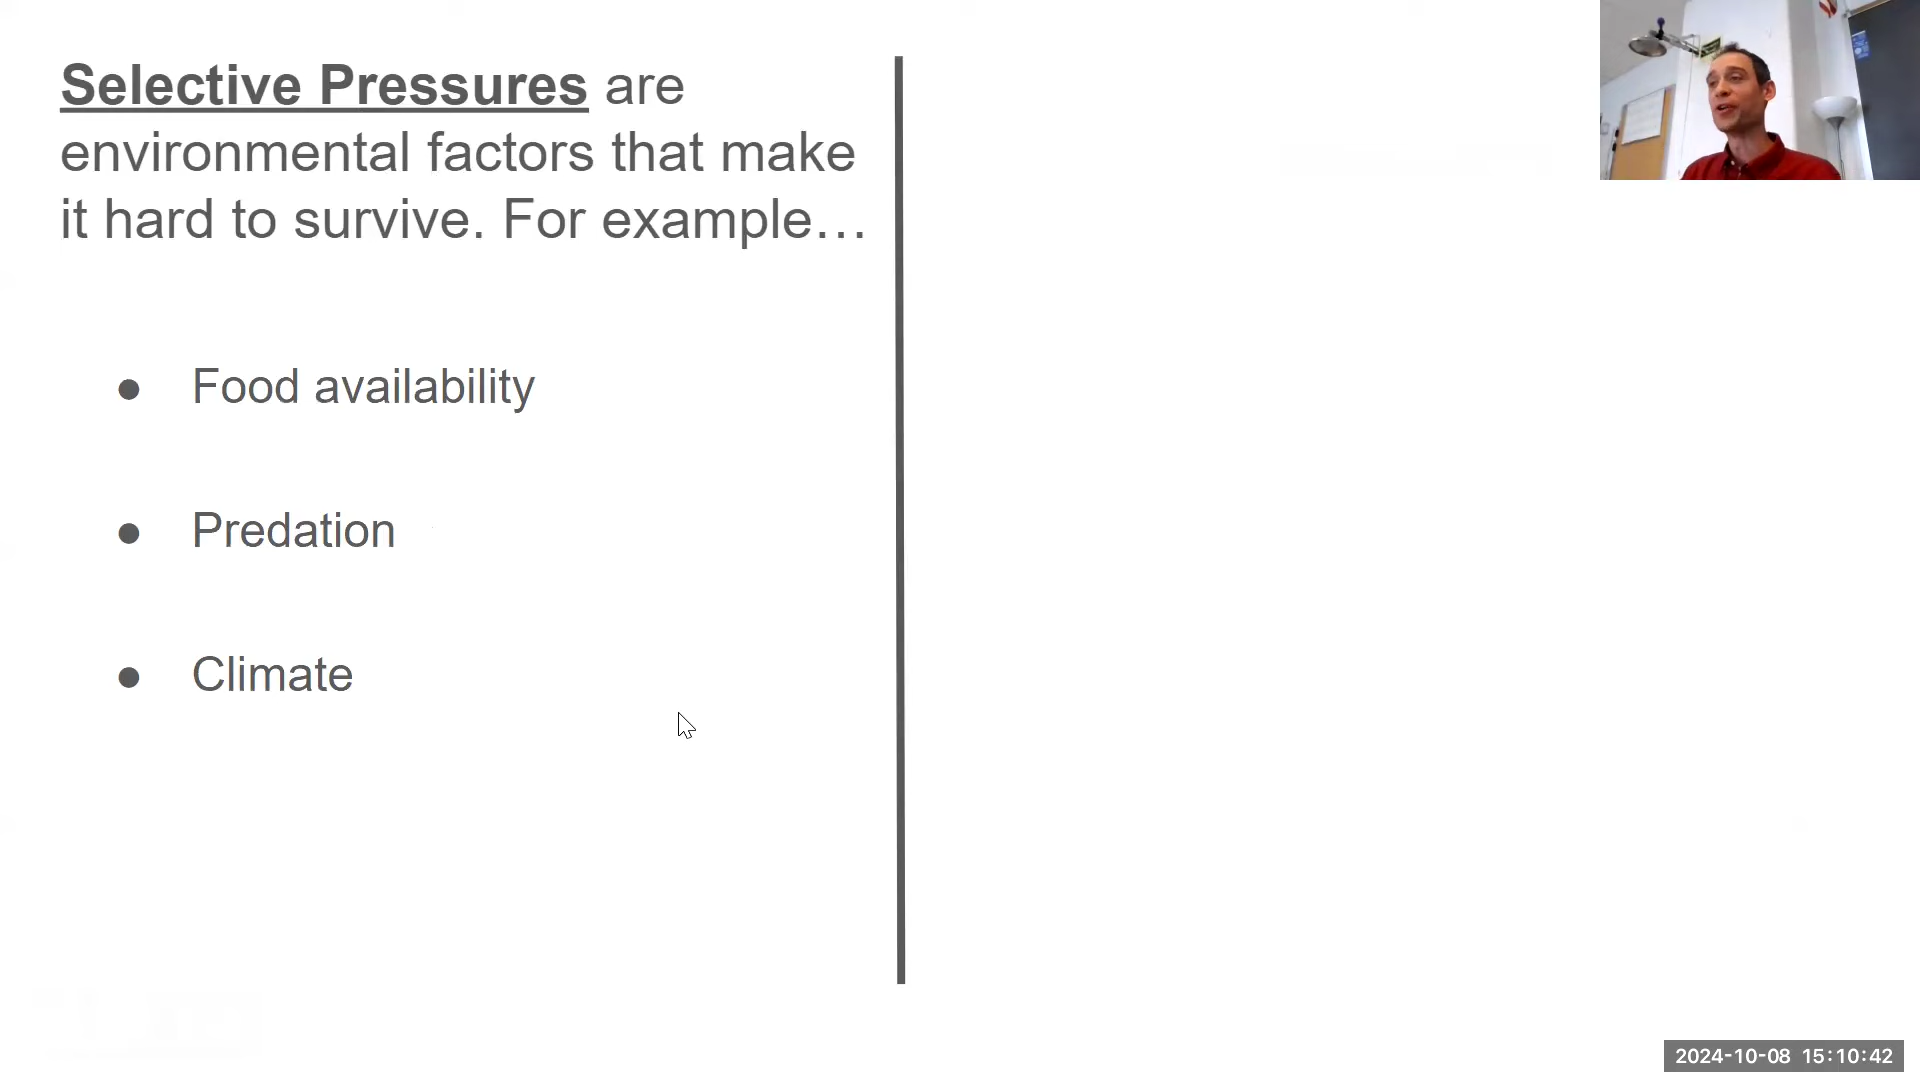 Selective Pressures are
environmental factors that make
it hard to survive. For example…
● Food availability
● Predation
● Climate
2024-10-08 15:10:42